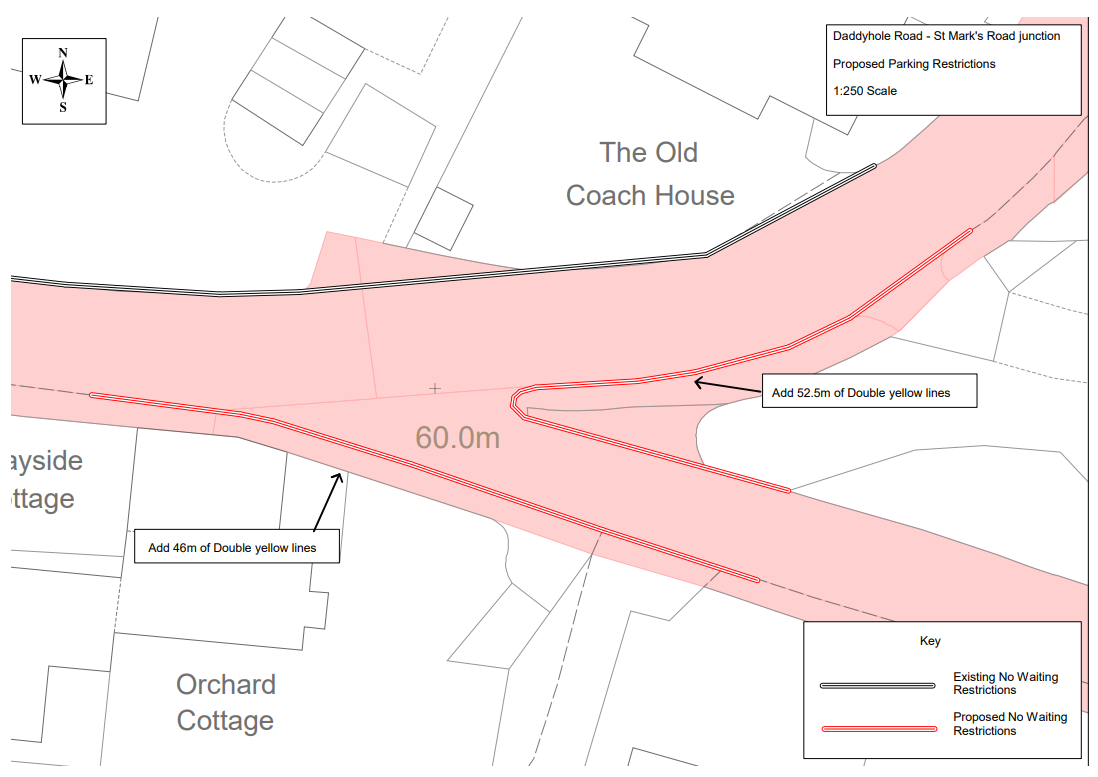 N
W E
S
Daddyhole Road - St Mark's Road junction
Proposed Parking Restrictions
1:250 Scale
The Old
Coach House
Add 52.5m of Double yellow lines
60.0m
ayside
ttage
Add 46m of Double yellow lines
Orchard
Cottage
Key
Existing No Waiting
Restrictions
Proposed No Waiting
Restrictions